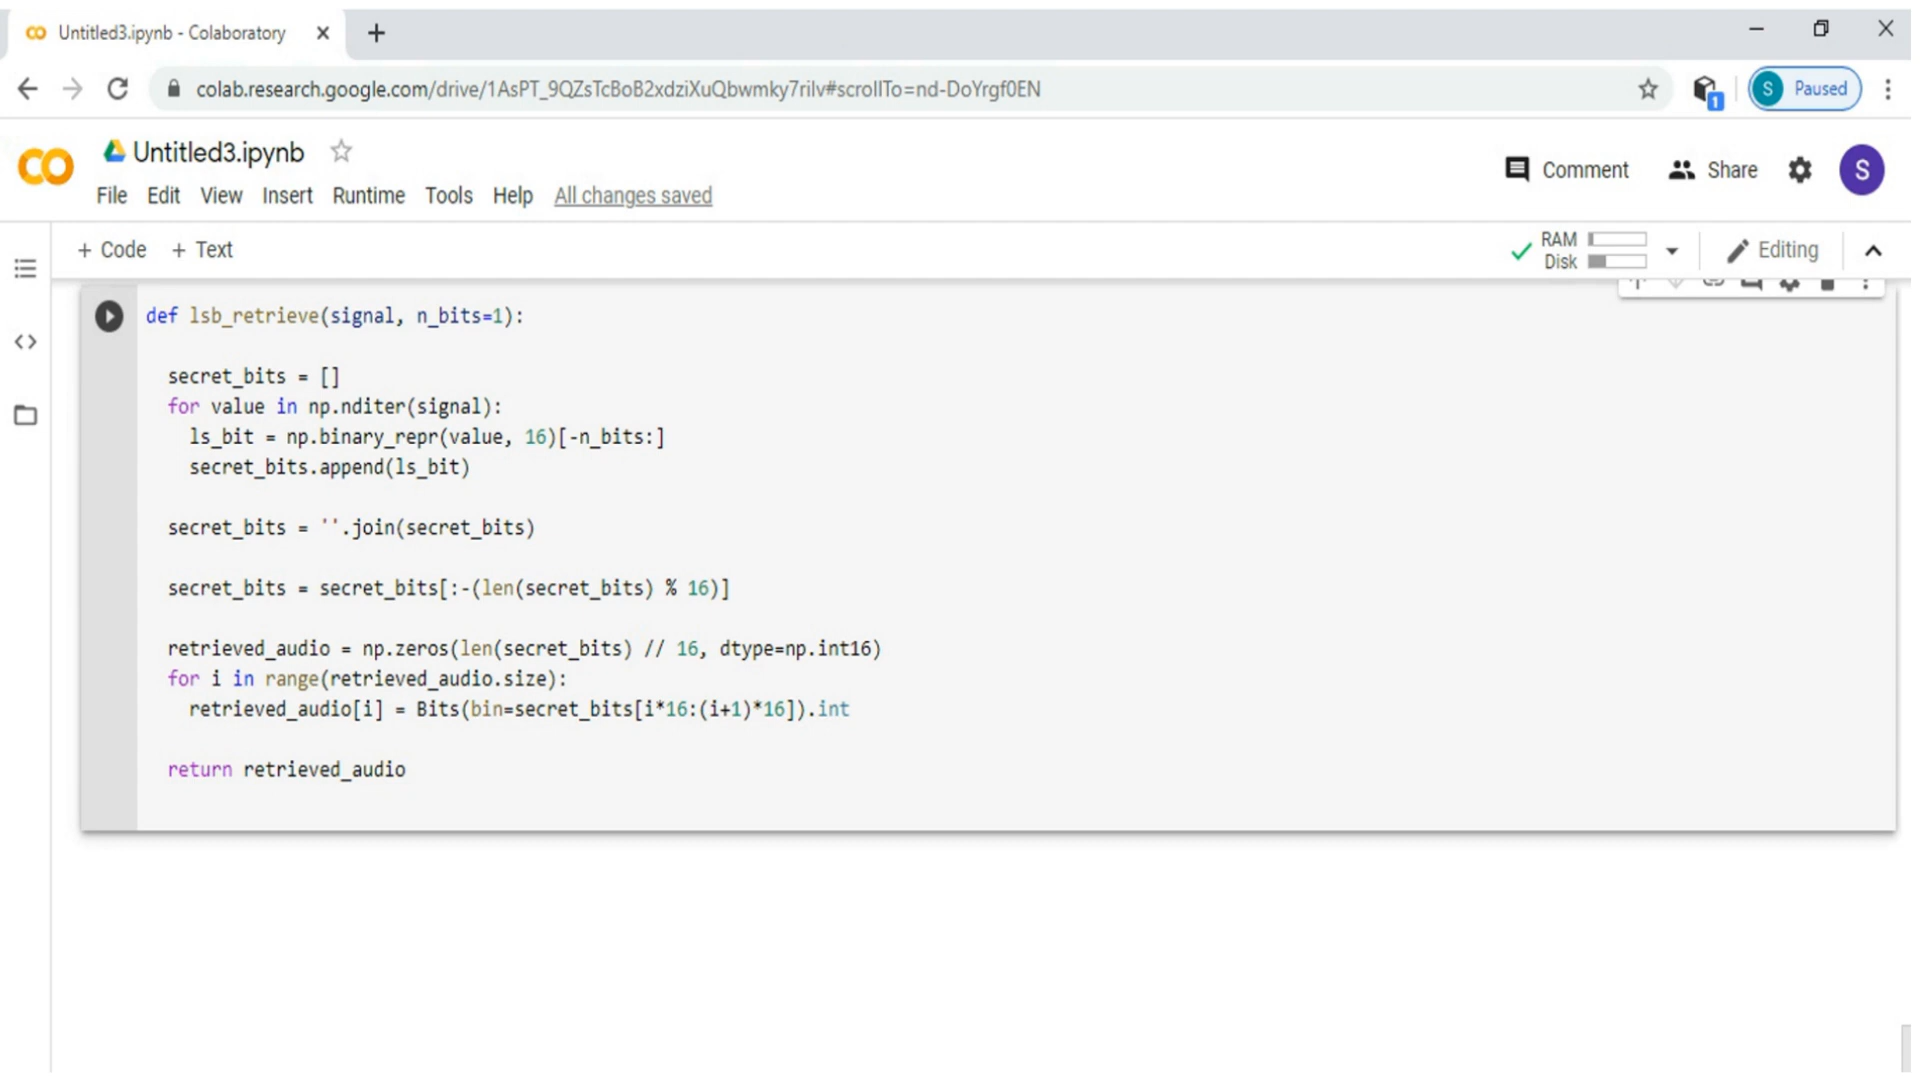 Untitled3.ipynb - Colaboratory
colab.research.google.com/drive/1AsPT_9QZsTcBoB2xdziXuQbwmky7rilv#scrollTo=nd-DoYrgf0EN
1
S Paused
CO Untitled3.ipynb
Comment Share S
File Edit View Insert Runtime Tools Help All changes saved
+ Code + Text
RAM
Disk
Editing
def lsb_retrieve(signal, n_bits=1):
secret_bits = []
for value in np.nditer(signal):
ls_bit = np.binary_repr(value, 16)[-n_bits:]
secret_bits.append(ls_bit)
secret_bits = ''.join(secret_bits)
secret_bits = secret_bits[:-(len(secret_bits) % 16)]
retrieved_audio = np.zeros(len(secret_bits) // 16, dtype=np.int16)
for i in range(retrieved_audio.size):
retrieved_audio[i] = Bits(bin=secret_bits[i*16:(i+1)*16]).int
return retrieved_audio